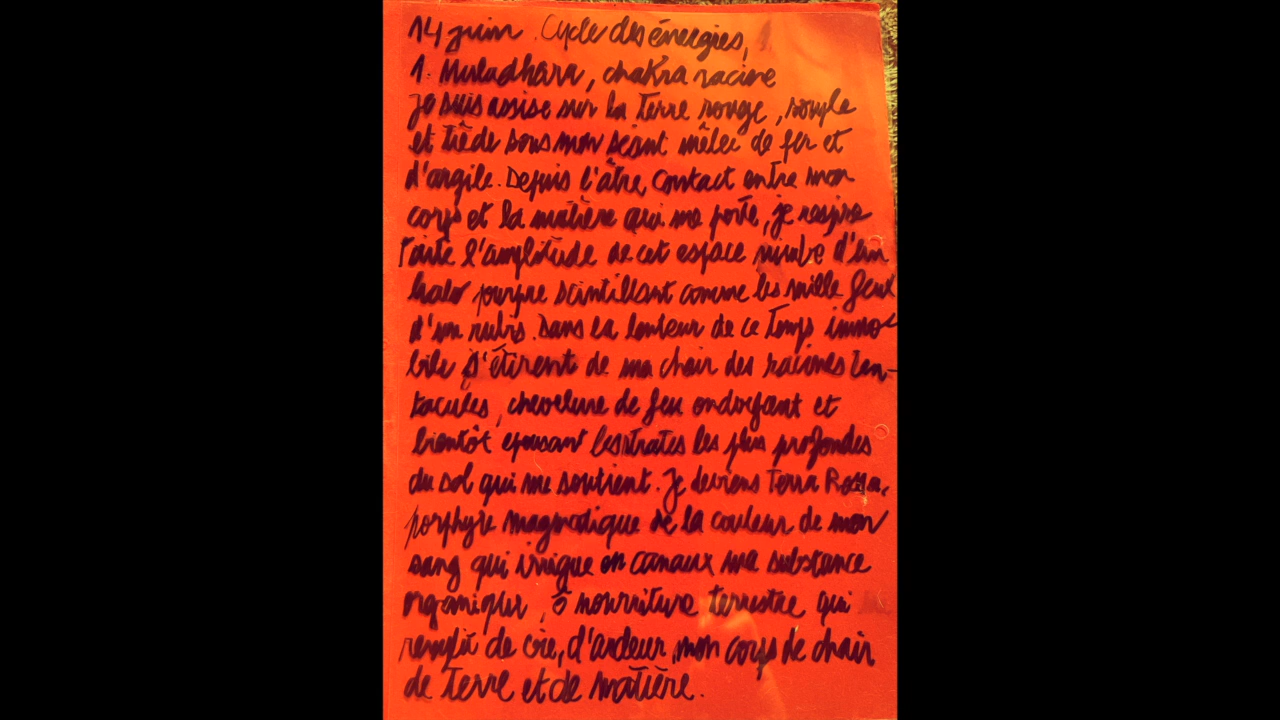 14 juin. Cycle des énergies,
1. Muladhara, chakra racine
Je suis assise sur la terre rouge, souple
et tiède sous mon séant mêlée de fer et
d'argile. Depuis l'âtre, contact entre mon
corps et la matière qui me porte, je respire
toute l'amplitude de cet espace nimbé d'un
halo pourpre scintillant comme les mille feux
d'un rubis. Dans la lenteur de ce temps immo-
bile s'étirent de ma chair des racines ten-
tacules, chevelure de feu ondoyant et
bientôt épousant les strates les plus profondes
du sol qui me soutient. Je deviens Terra Rossa,
porphyre magmatique de la couleur de mon
sang qui irrigue en canaux ma substance
organique, ô nourriture terrestre qui
remplit de vie, d'ardeur, mon corps de chair
de terre et de matière.